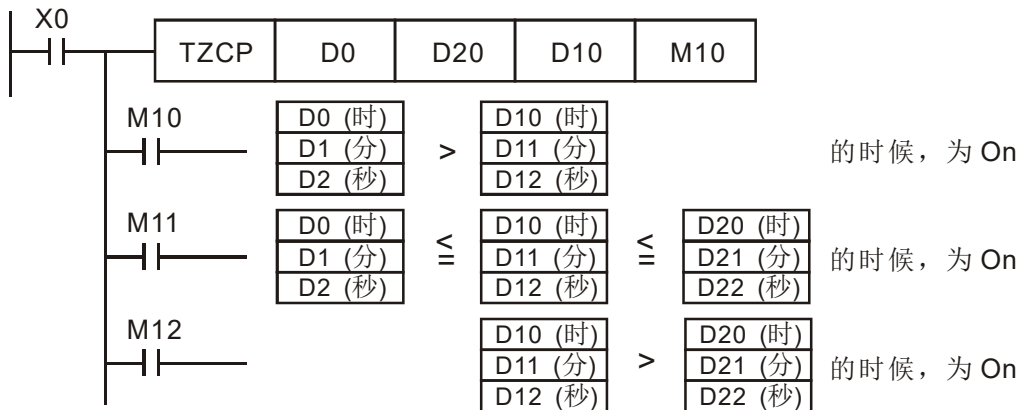 X0
TZCP D0 D20 D10 M10
M10
D0 (时) D10 (时)
D1 (分) > D11 (分) 的时候，为 On
D2 (秒) D12 (秒)
M11
D0 (时) D10 (时) D20 (时)
D1 (分) ≦ D11 (分) ≦ D21 (分) 的时候，为 On
D2 (秒) D12 (秒) D22 (秒)
M12
D10 (时) D20 (时)
D11 (分) > D21 (分) 的时候，为 On
D12 (秒) D22 (秒)